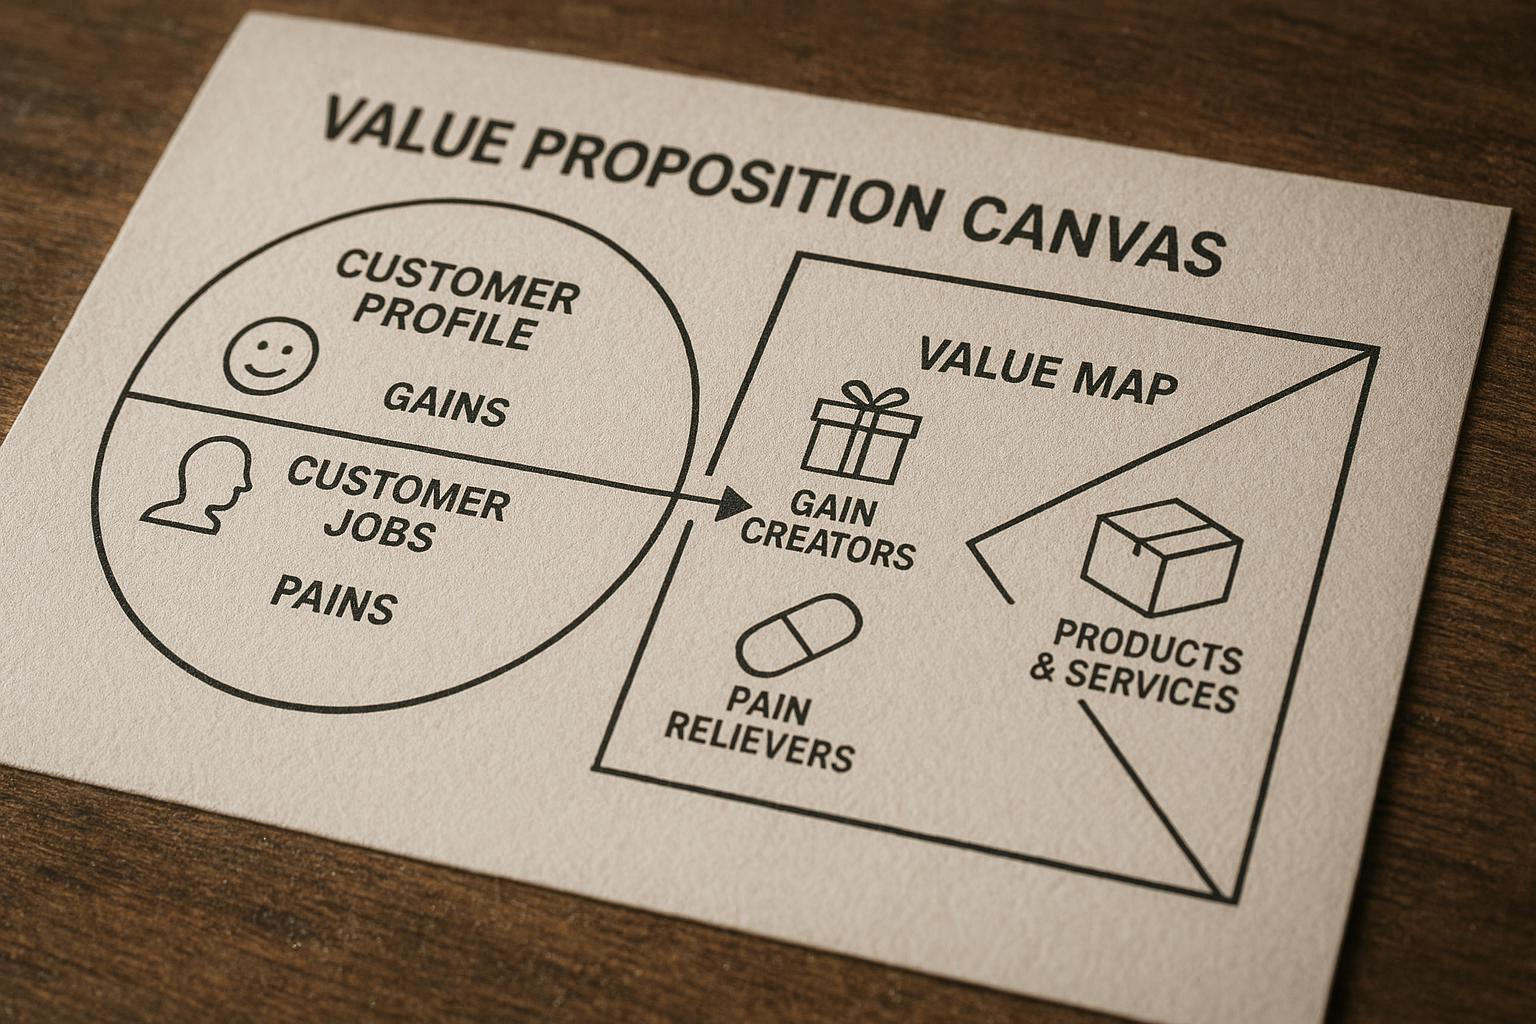 VALUE PROPOSITION CANVAS
CUSTOMER
PROFILE
GAINS
CUSTOMER
JOBS
PAINS
VALUE MAP
GAIN
CREATORS
PAIN
RELIEVERS
PRODUCTS
& SERVICES